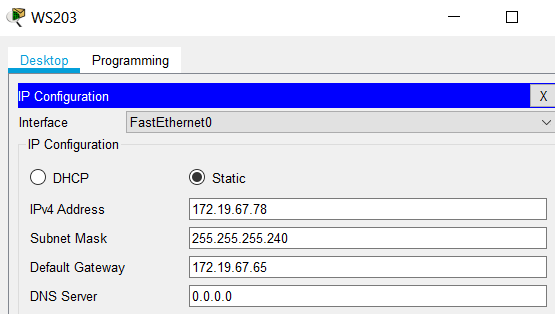 WS203
Desktop Programming
IP Configuration X
Interface FastEthernet0
IP Configuration
DHCP Static
IPv4 Address 172.19.67.78
Subnet Mask 255.255.255.240
Default Gateway 172.19.67.65
DNS Server 0.0.0.0